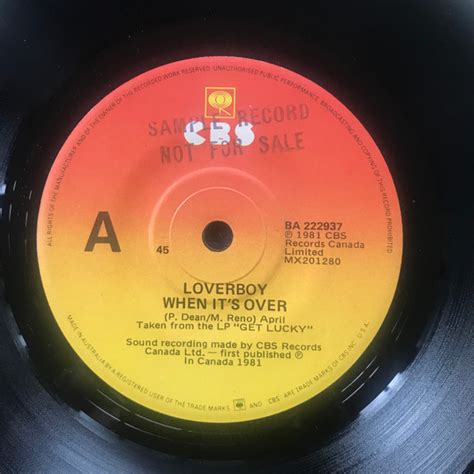 ALL RIGHTS OF THE MANUFACTURER AND OF THE OWNER OF THE RECORDED WORK RESERVED. UNAUTHORISED PUBLIC PERFORMANCE, BROADCASTING AND COPYING OF THIS RECORD PROHIBITED
SAMPLE RECORD
CBS
NOT FOR SALE
A
45
BA 222937
℗ 1981 CBS
Records Canada
Limited
MX201280
LOVERBOY
WHEN IT'S OVER
(P. Dean/M. Reno) April
Taken from the LP "GET LUCKY"
Sound recording made by CBS Records
Canada Ltd. — first published ℗
In Canada 1981
MADE IN AUSTRALIA BY A REGISTERED USER OF THE TRADE MARKS AND CBS ARE TRADE MARKS OF CBS INC. U.S.A.